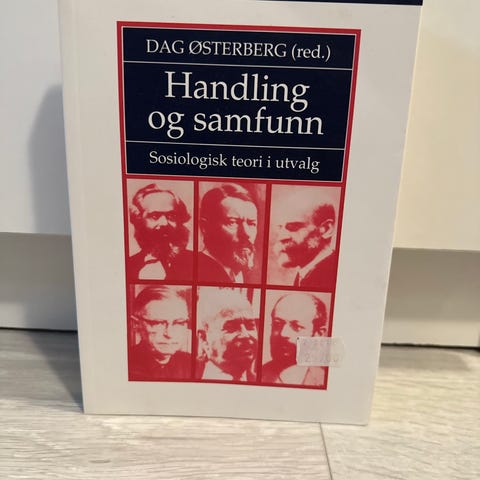 DAG ØSTERBERG (red.)
Handling
og samfunn
Sosiologisk teori i utvalg